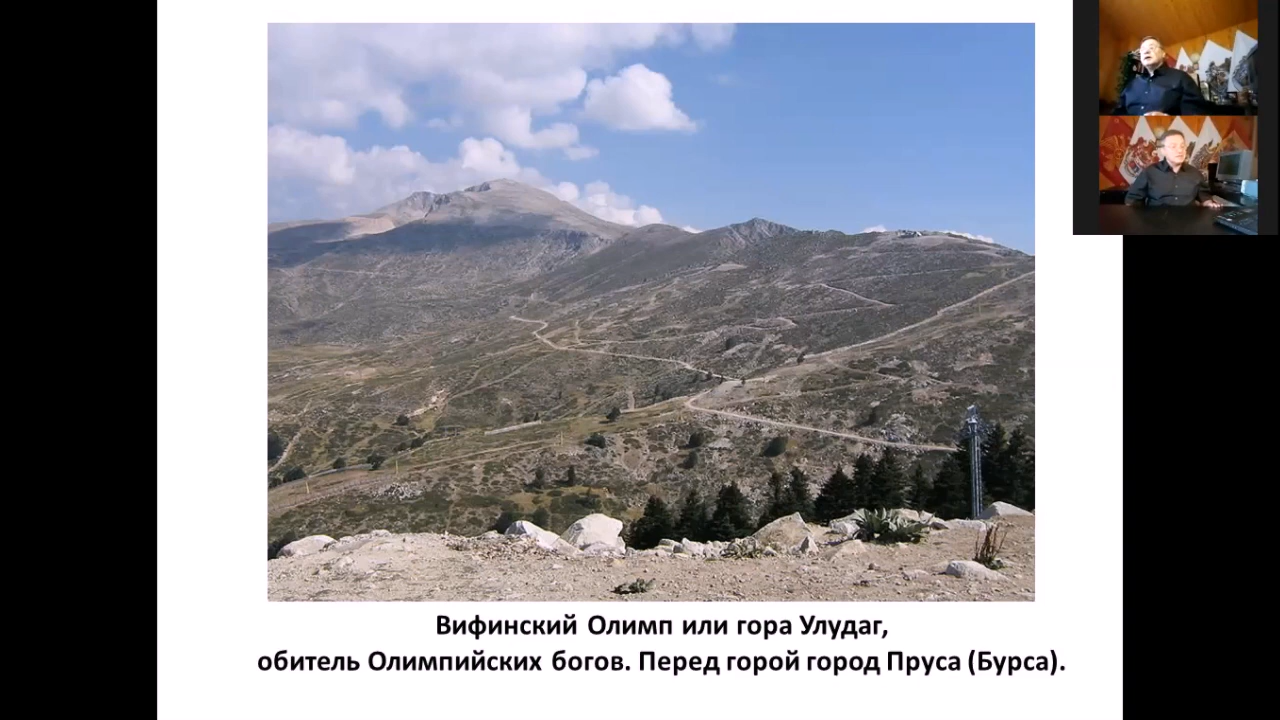 Вифинский Олимп или гора Улудаг,
обитель Олимпийских богов. Перед горой город Пруса (Бурса).